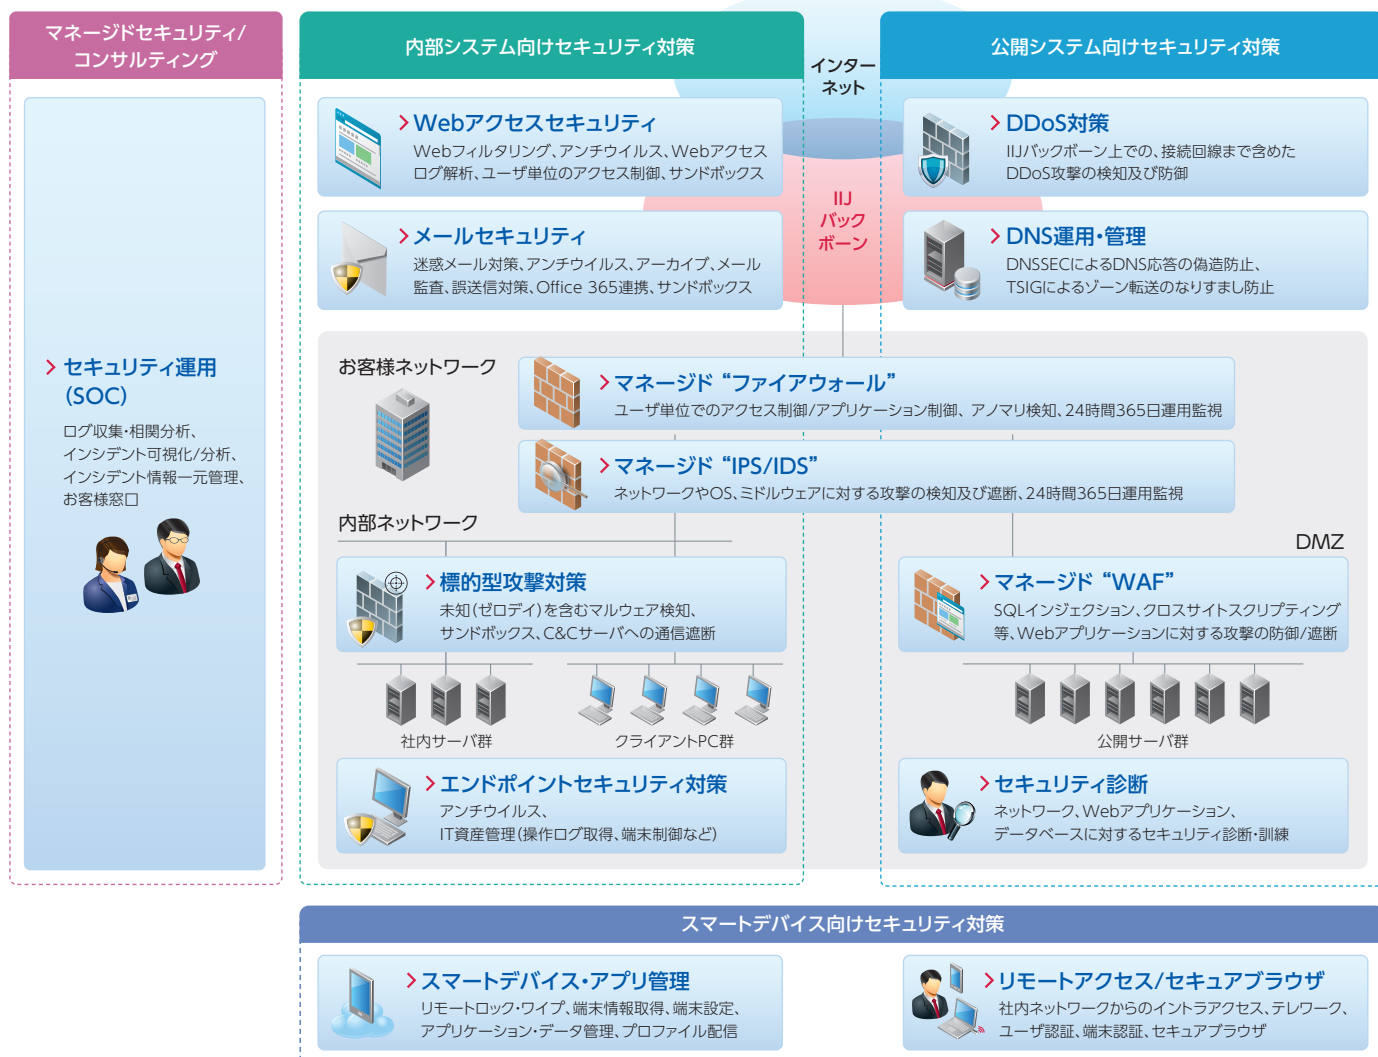 マネージドセキュリティ/
コンサルティング
セキュリティ運用
(SOC)
ログ収集・相関分析、
インシデント可視化/分析、
インシデント情報一元管理、
お客様窓口
内部システム向けセキュリティ対策
インター
ネット
公開システム向けセキュリティ対策
Webアクセスセキュリティ
Webフィルタリング、アンチウイルス、Webアクセス
ログ解析、ユーザ単位のアクセス制御、サンドボックス
DDoS対策
IIJバックボーン上での、接続回線まで含めた
DDoS攻撃の検知及び防御
IIJ
バック
ボーン
メールセキュリティ
迷惑メール対策、アンチウイルス、アーカイブ、メール
監査、誤送信対策、Office 365連携、サンドボックス
DNS運用・管理
DNSSECによるDNS応答の偽造防止、
TSIGによるゾーン転送のなりすまし防止
お客様ネットワーク
マネージド “ファイアウォール”
ユーザ単位でのアクセス制御/アプリケーション制御、アノマリ検知、24時間365日運用監視
マネージド “IPS/IDS”
ネットワークやOS、ミドルウェアに対する攻撃の検知及び遮断、24時間365日運用監視
内部ネットワーク
DMZ
標的型攻撃対策
未知(ゼロデイ)を含むマルウェア検知、
サンドボックス、C&Cサーバへの通信遮断
マネージド “WAF”
SQLインジェクション、クロスサイトスクリプティング
等、Webアプリケーションに対する攻撃の防御/遮断
社内サーバ群
クライアントPC群
公開サーバ群
エンドポイントセキュリティ対策
アンチウイルス、
IT資産管理(操作ログ取得、端末制御など)
セキュリティ診断
ネットワーク、Webアプリケーション、
データベースに対するセキュリティ診断・訓練
スマートデバイス向けセキュリティ対策
スマートデバイス・アプリ管理
リモートロック・ワイプ、端末情報取得、端末設定、
アプリケーション・データ管理、プロファイル配信
リモートアクセス/セキュアブラウザ
社内ネットワークからのイントラアクセス、テレワーク、
ユーザ認証、端末認証、セキュアブラウザ